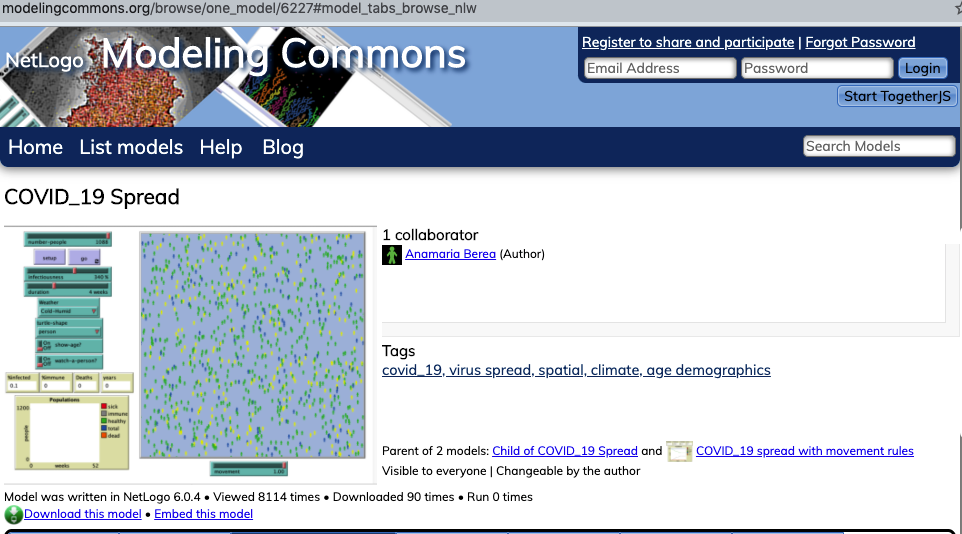 modelingcommons.org/browse/one_model/6227#model_tabs_browse_nlw
NetLogo Modeling Commons
Register to share and participate | Forgot Password
Email Address Password Login
Start TogetherJS
Home List models Help Blog
Search Models
COVID_19 Spread
number-people 1088
setup go
infectiousness 340 %
duration 4 weeks
Weather
Cold-Humid
turtle-shape
person
On
Off show-age?
On
Off watch-a-person?
%infected %immune Deaths years
0.1 0 0 0
Populations
1200
people
0 weeks 52
sick
immune
healthy
total
dead
movement 1.00
1 collaborator
Anamaria Berea (Author)
Tags
covid_19, virus spread, spatial, climate, age demographics
Parent of 2 models: Child of COVID_19 Spread and COVID_19 spread with movement rules
Visible to everyone | Changeable by the author
Model was written in NetLogo 6.0.4 • Viewed 8114 times • Downloaded 90 times • Run 0 times
Download this model • Embed this model